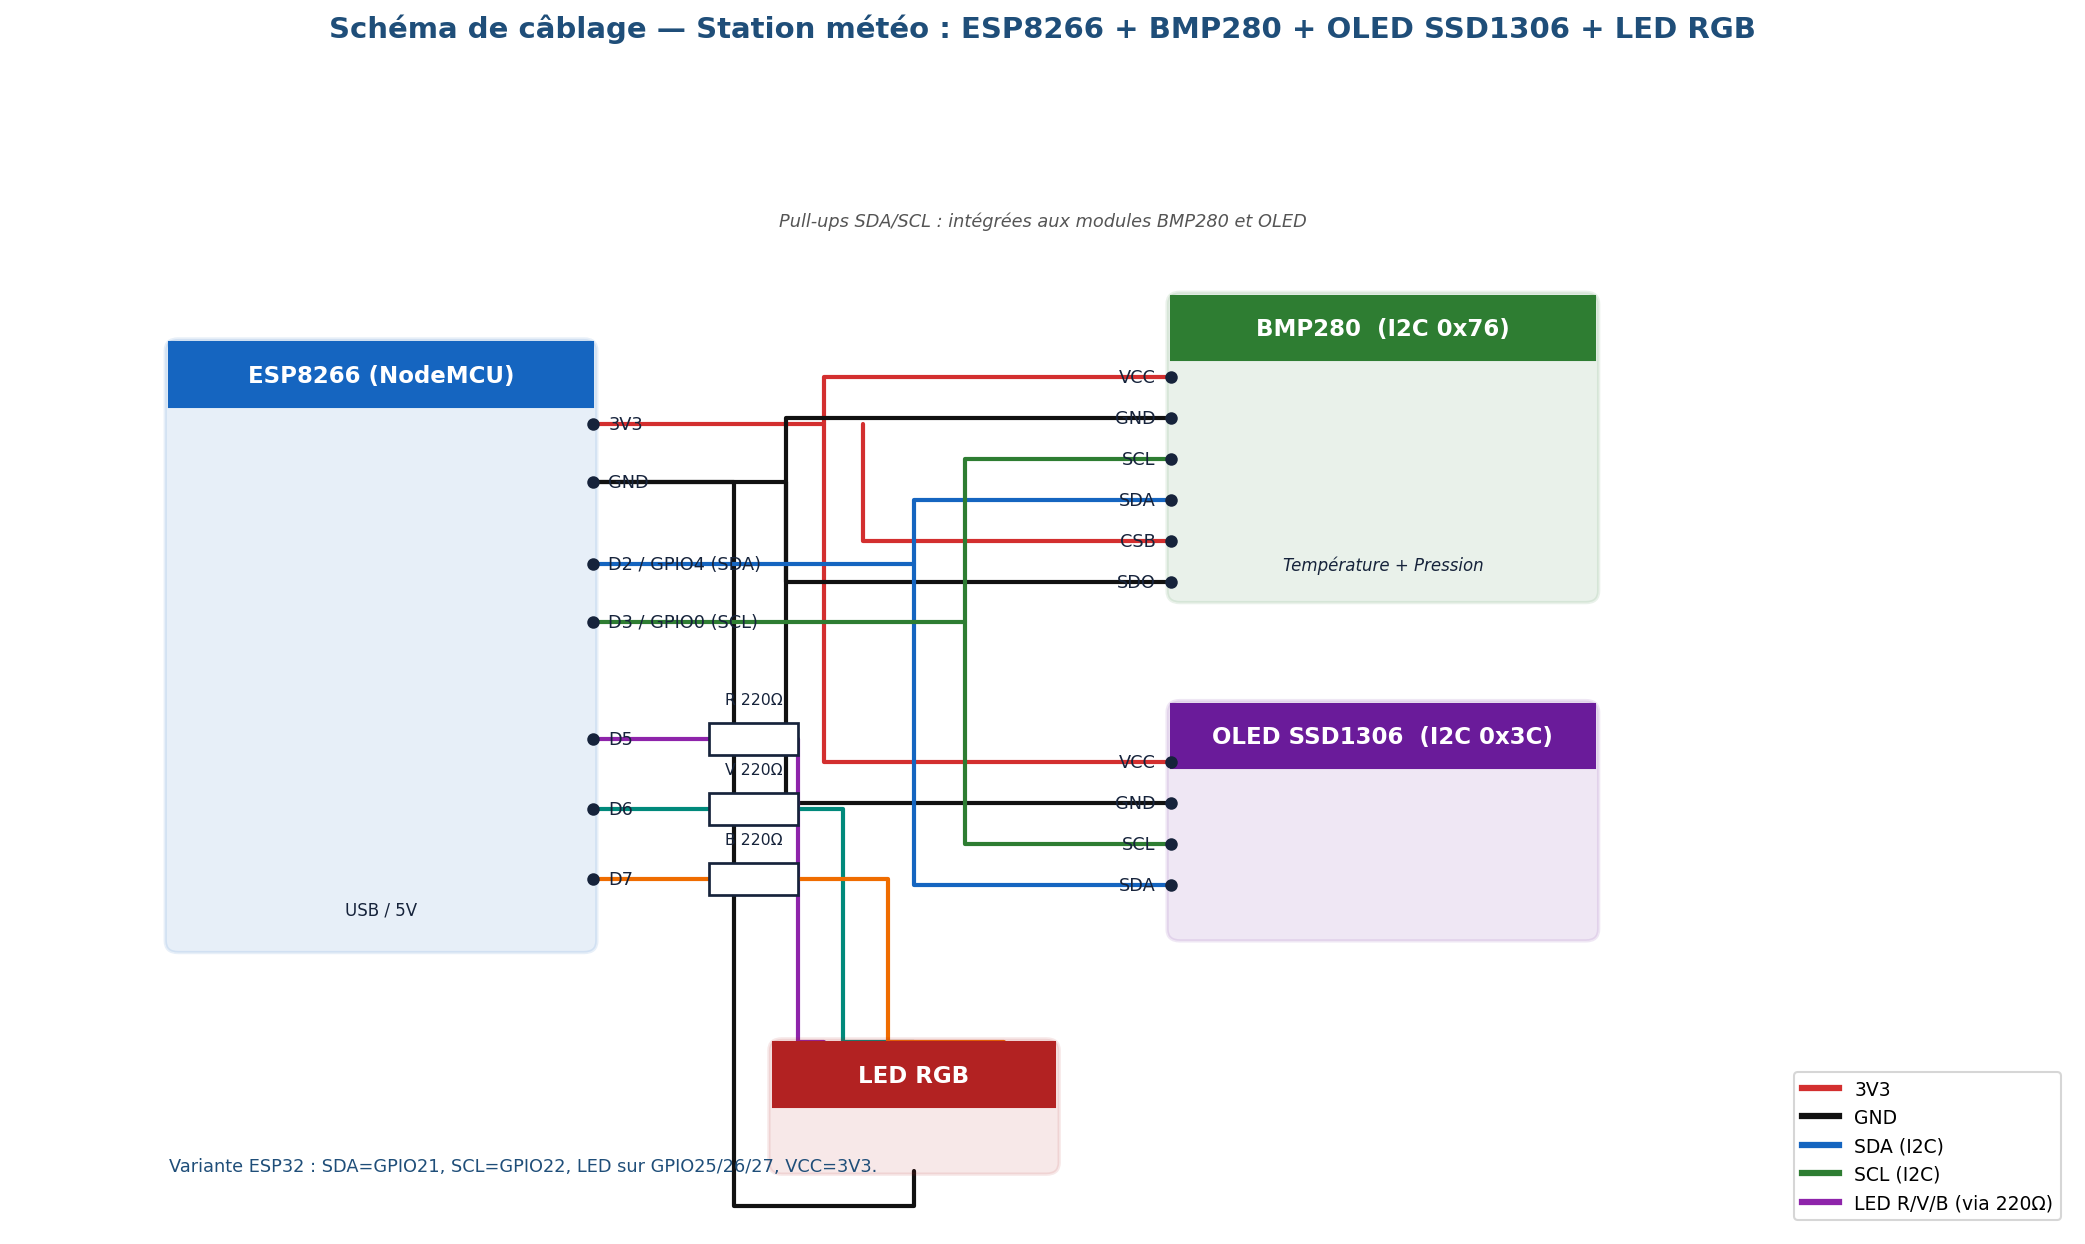 Schéma de câblage — Station météo : ESP8266 + BMP280 + OLED SSD1306 + LED RGB
Pull-ups SDA/SCL : intégrées aux modules BMP280 et OLED
ESP8266 (NodeMCU)
3V3
GND
D2 / GPIO4 (SDA)
D3 / GPIO0 (SCL)
D5
D6
D7
USB / 5V
R 220Ω
V 220Ω
B 220Ω
BMP280 (I2C 0x76)
VCC
GND
SCL
SDA
CSB
SDO
Température + Pression
OLED SSD1306 (I2C 0x3C)
VCC
GND
SCL
SDA
LED RGB
Variante ESP32 : SDA=GPIO21, SCL=GPIO22, LED sur GPIO25/26/27, VCC=3V3.
3V3
GND
SDA (I2C)
SCL (I2C)
LED R/V/B (via 220Ω)